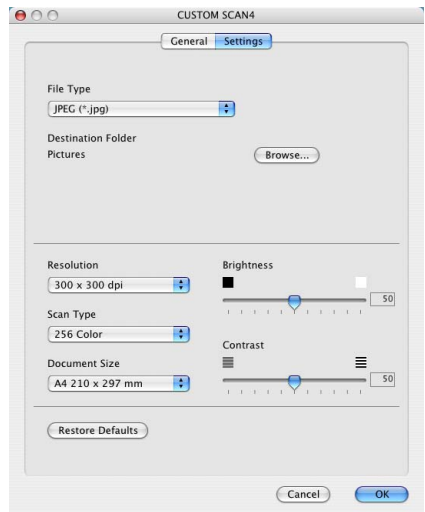 CUSTOM SCAN4
General Settings
File Type
JPEG (*.jpg)
Destination Folder
Pictures
Browse...
Resolution
300 x 300 dpi
Scan Type
256 Color
Document Size
A4 210 x 297 mm
Brightness
50
Contrast
50
Restore Defaults
Cancel OK